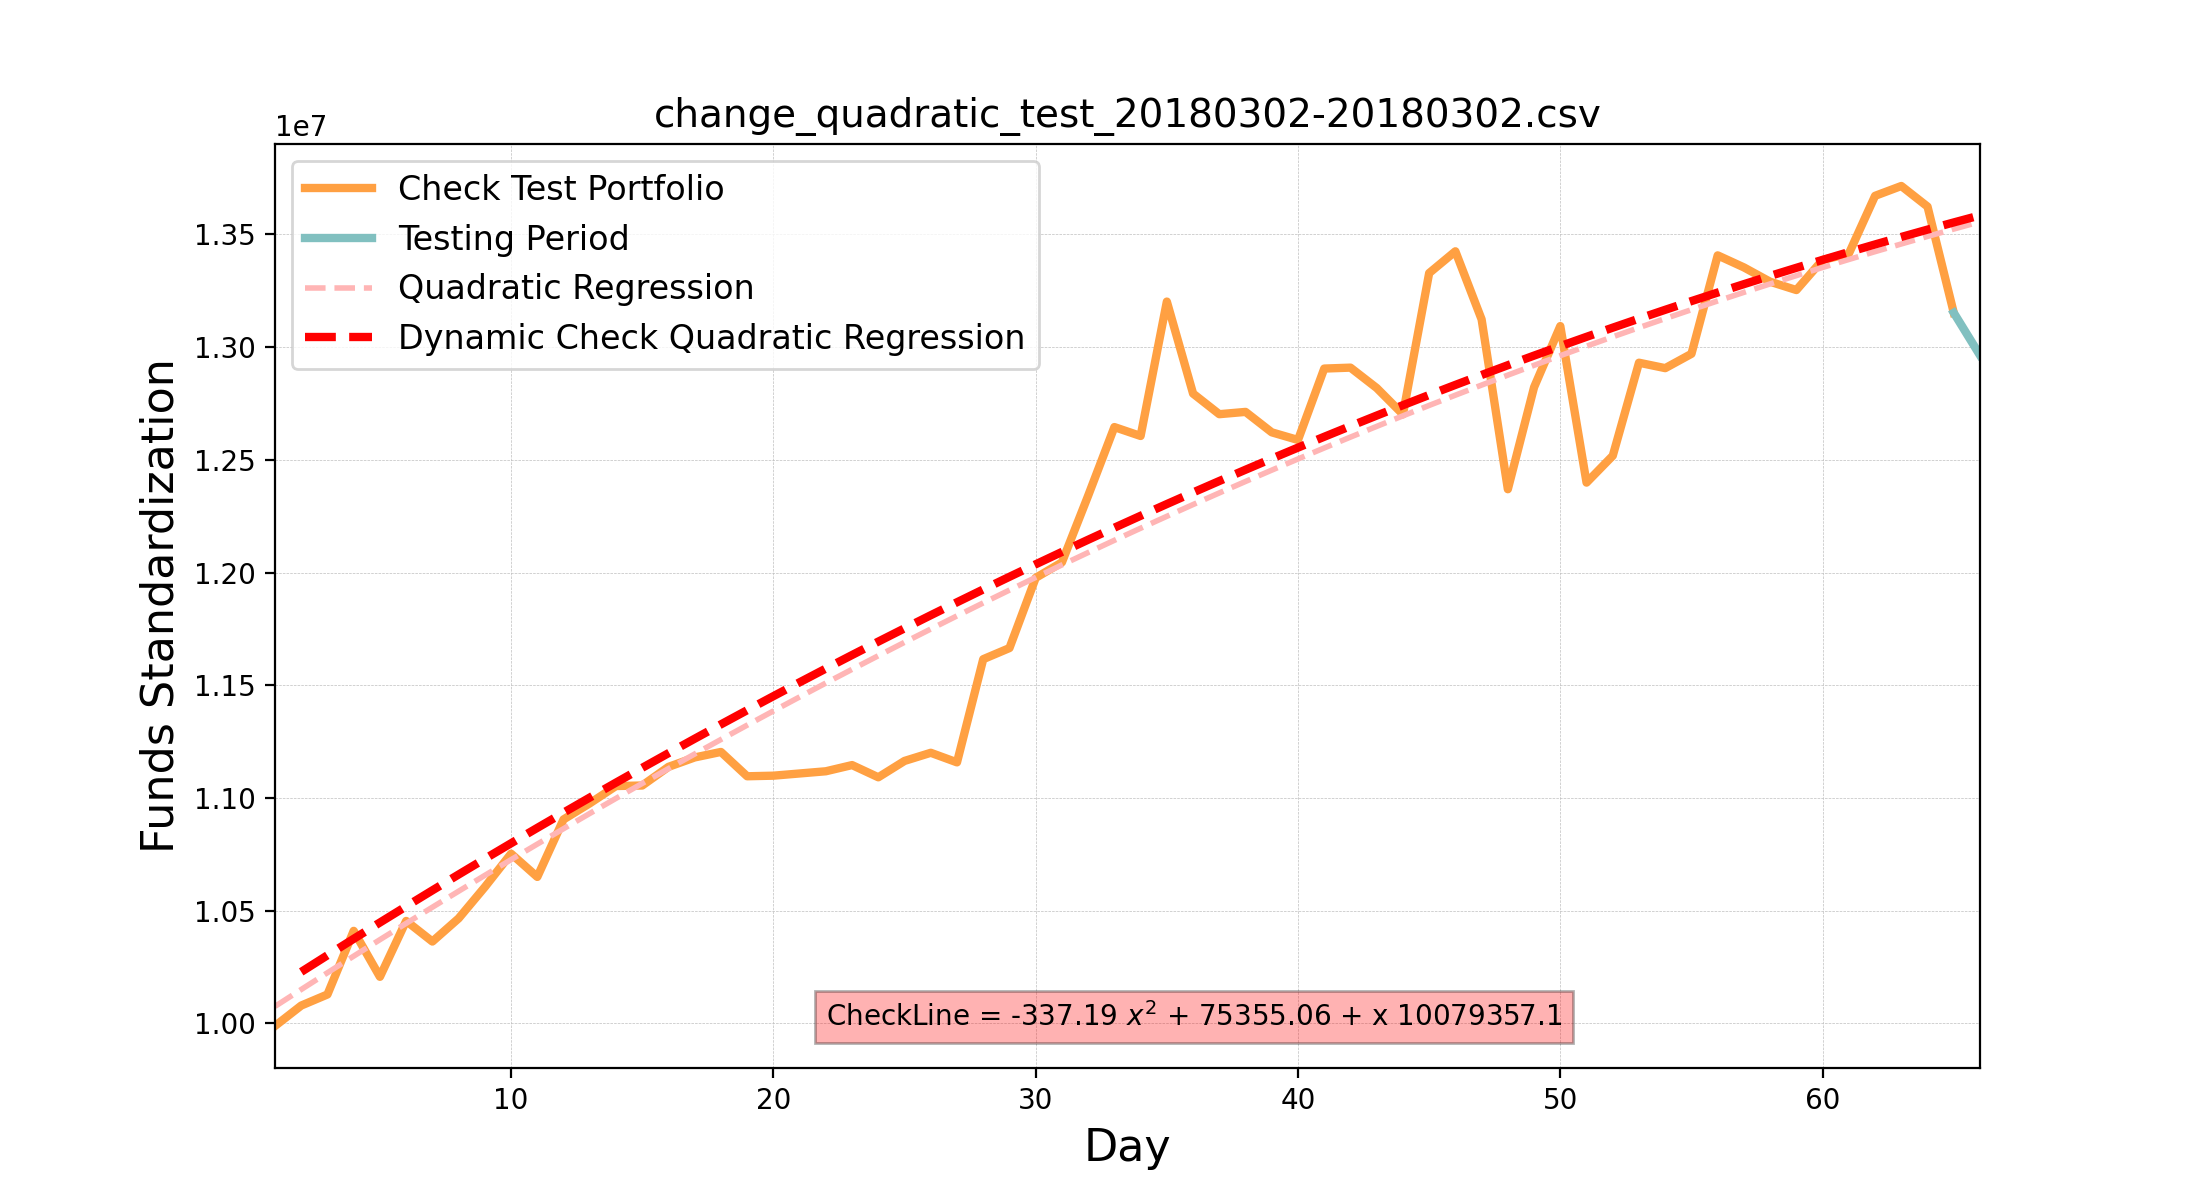 change_quadratic_test_20180302-20180302.csv
1e7
Check Test Portfolio
Testing Period
Quadratic Regression
Dynamic Check Quadratic Regression
1.35
1.30
1.25
1.20
1.15
1.10
1.05
1.00
Funds Standardization
CheckLine = -337.19 x² + 75355.06 + x 10079357.1
10 20 30 40 50 60
Day